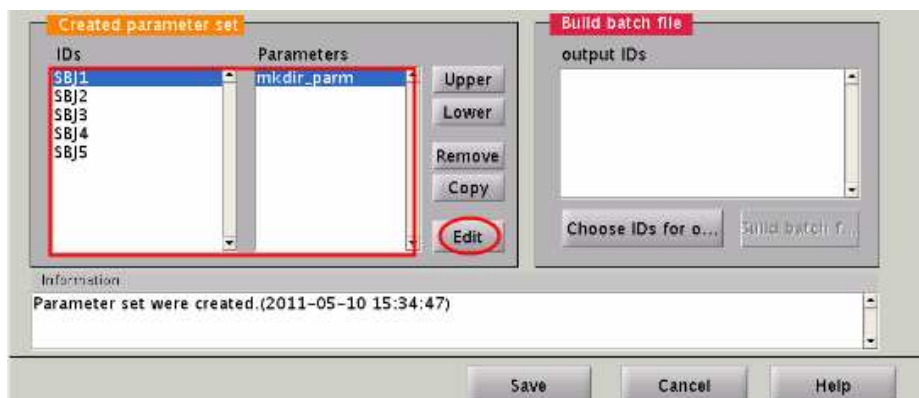 Created parameter set
IDs
Parameters
SBJ1
SBJ2
SBJ3
SBJ4
SBJ5
mkdir_parm
Upper
Lower
Remove
Copy
Edit
Build batch file
output IDs
Choose IDs for o...
Build batch f...
Information
Parameter set were created.(2011-05-10 15:34:47)
Save
Cancel
Help